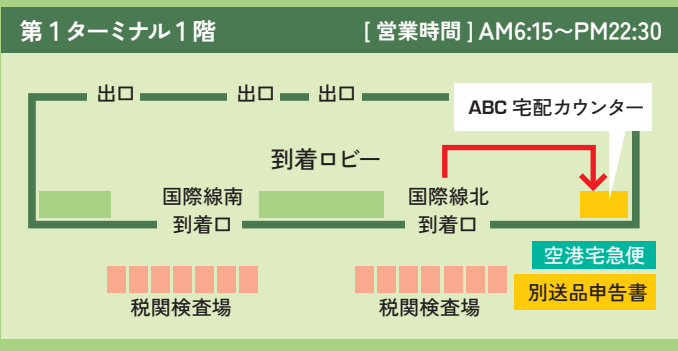 第1ターミナル1階
[営業時間] AM6:15～PM22:30
出口
出口
出口
ABC 宅配カウンター
到着ロビー
国際線南
到着口
国際線北
到着口
空港宅急便
別送品申告書
税関検査場
税関検査場